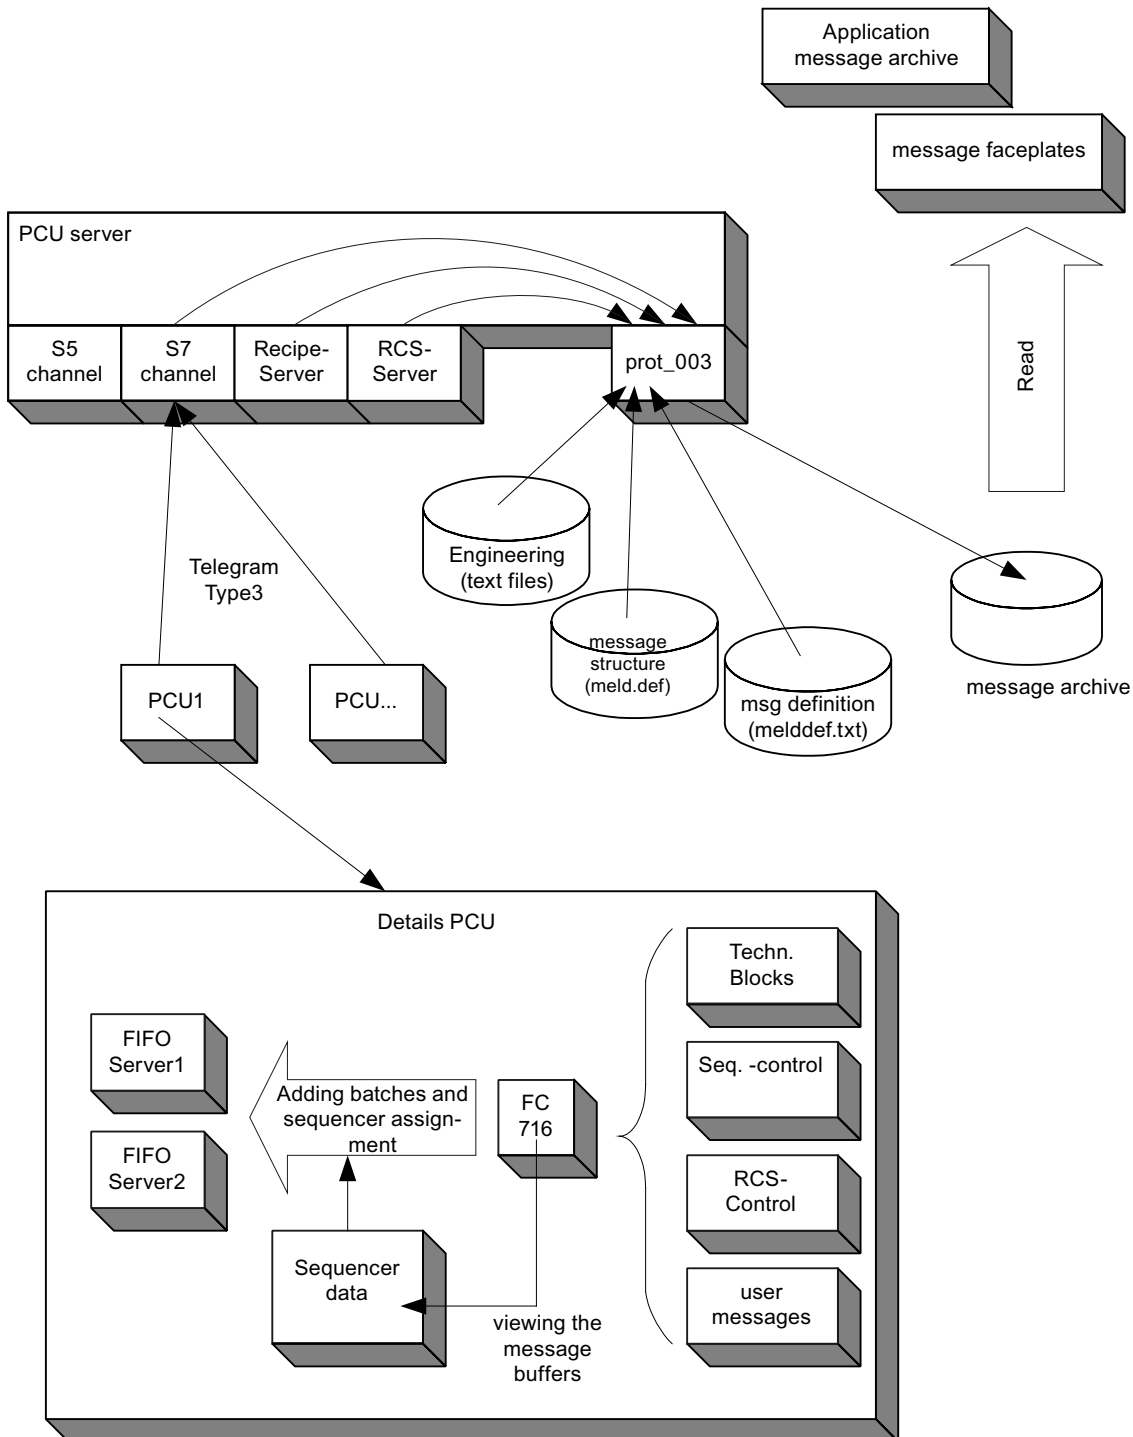 Application
message archive
message faceplates
PCU server
S5
channel
S7
channel
Recipe-
Server
RCS-
Server
prot_003
Read
Engineering
(text files)
Telegram
Type3
message
structure
(meld.def)
msg definition
(melddef.txt)
message archive
PCU1
PCU...
Details PCU
Techn.
Blocks
FIFO
Server1
Adding batches and
sequencer assign-
ment
FC
716
Seq. -control
FIFO
Server2
RCS-
Control
Sequencer
data
user
messages
viewing the
message
buffers